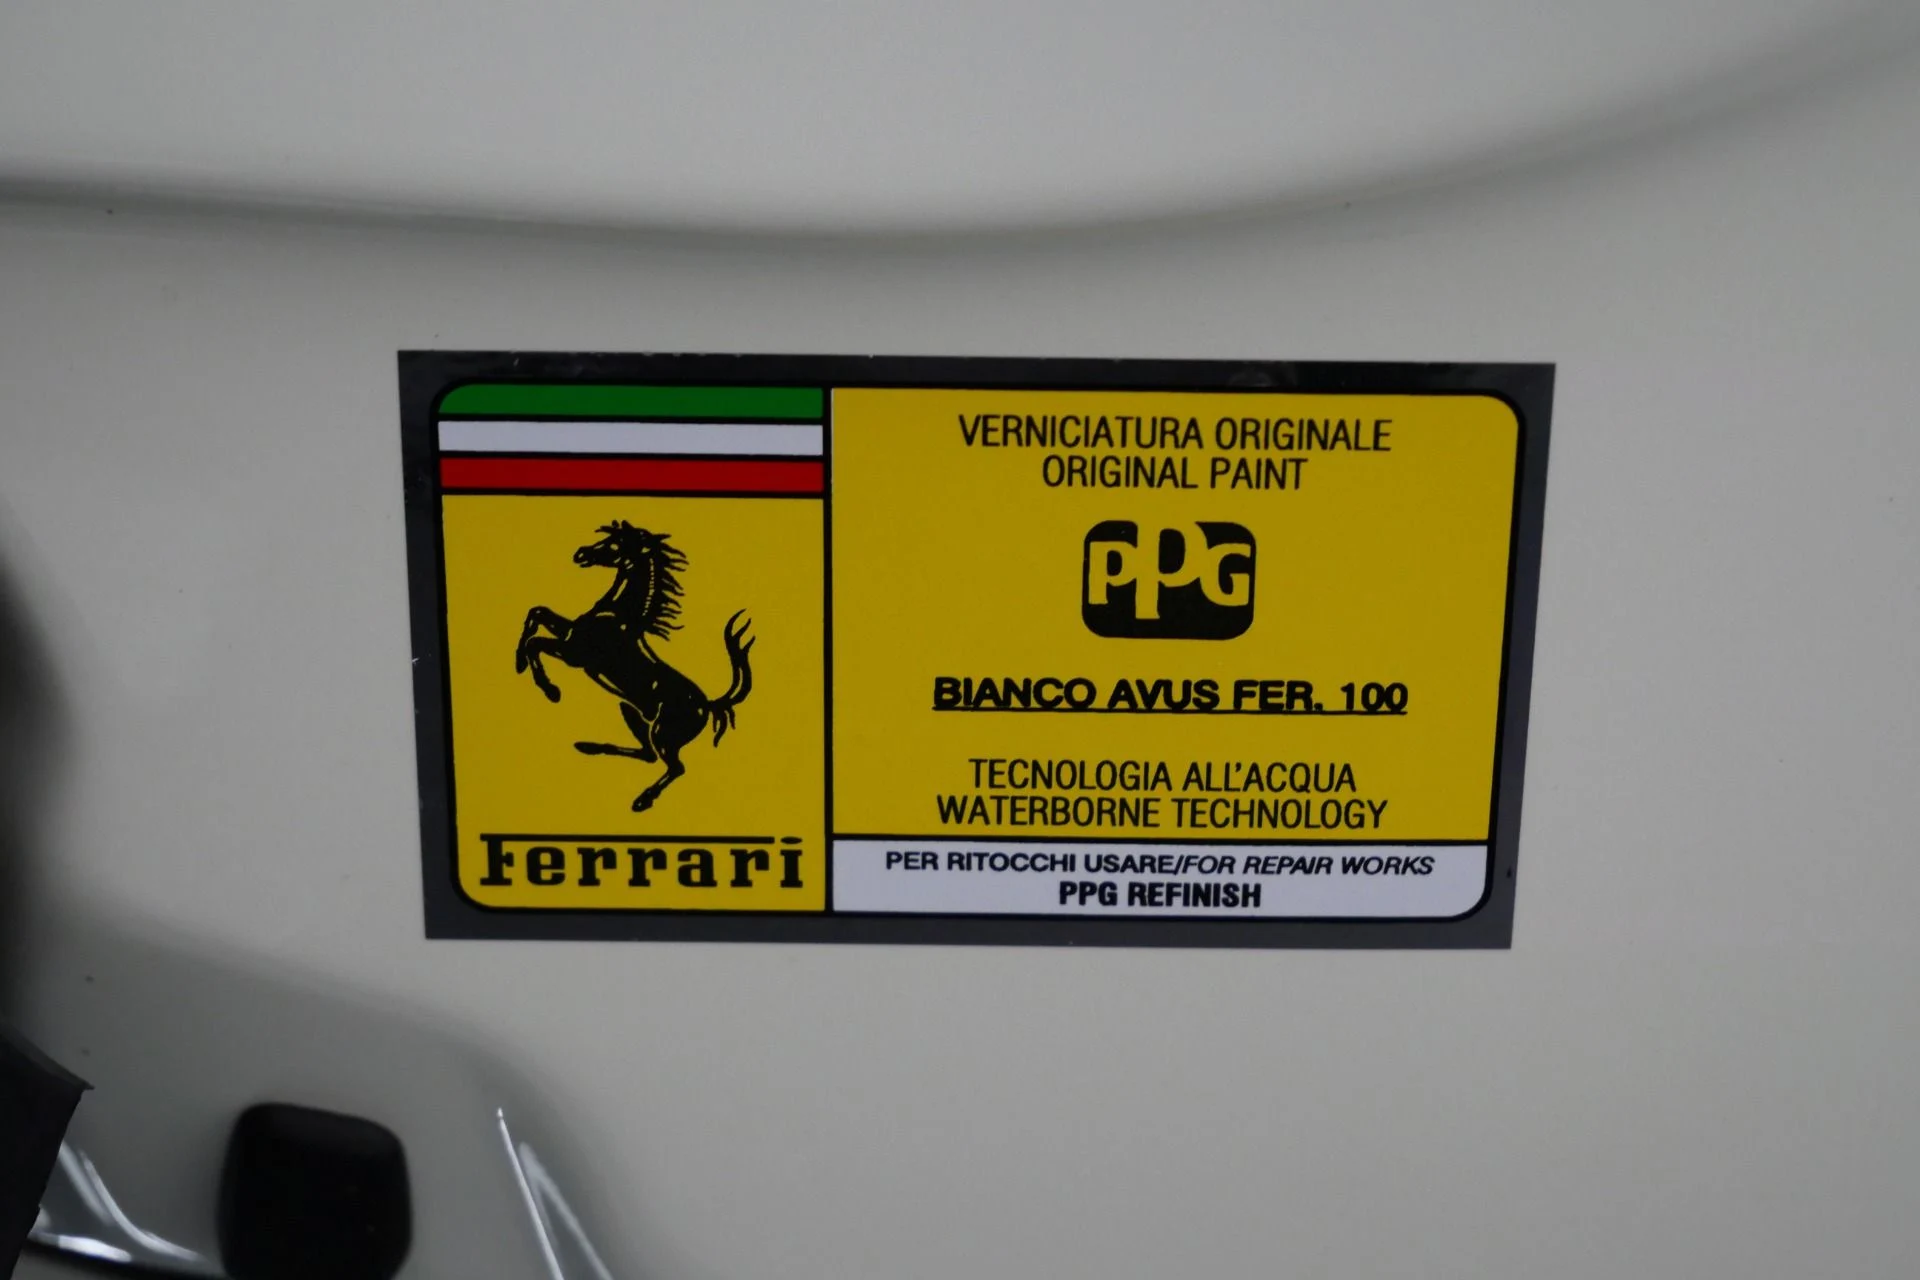 Ferrari
VERNICIATURA ORIGINALE
ORIGINAL PAINT
PPG
BIANCO AVUS FER. 100
TECNOLOGIA ALL'ACQUA
WATERBORNE TECHNOLOGY
PER RITOCCHI USARE/FOR REPAIR WORKS
PPG REFINISH